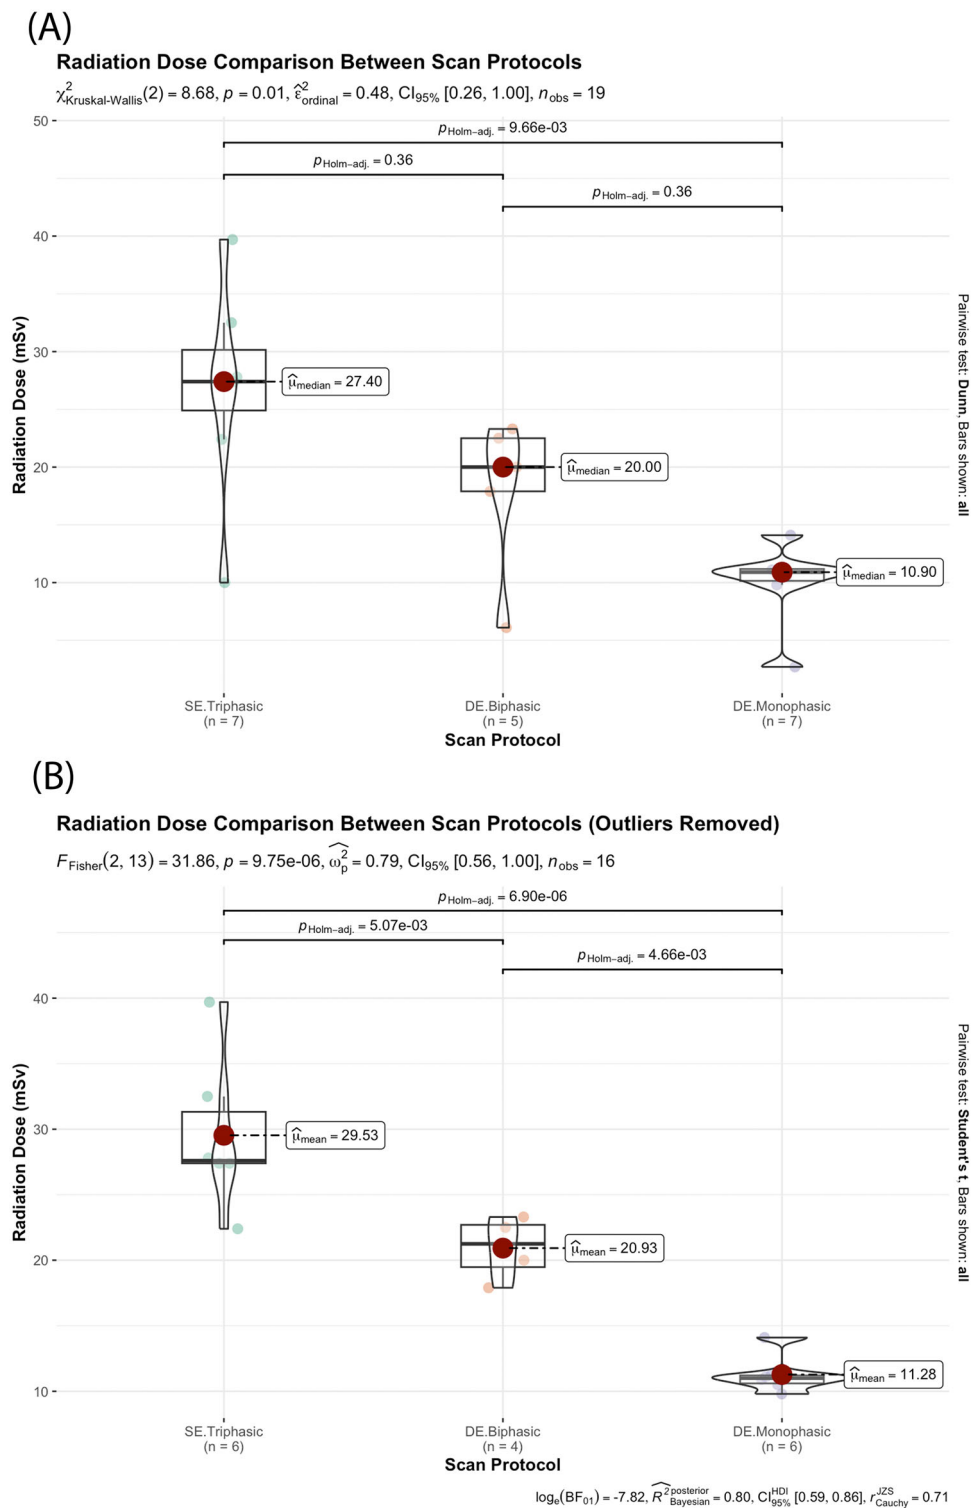 (A)
Radiation Dose Comparison Between Scan Protocols
χ²Kruskal-Wallis(2) = 8.68, p = 0.01, ε̂²ordinal = 0.48, CI95% [0.26, 1.00], nobs = 19
50
pHolm−adj. = 9.66e-03
pHolm−adj. = 0.36
pHolm−adj. = 0.36
40
30
20
10
Radiation Dose (mSv)
μ̂median = 27.40
μ̂median = 20.00
μ̂median = 10.90
Pairwise test: Dunn, Bars shown: all
SE.Triphasic
(n = 7)
DE.Biphasic
(n = 5)
DE.Monophasic
(n = 7)
Scan Protocol
(B)
Radiation Dose Comparison Between Scan Protocols (Outliers Removed)
FFisher(2, 13) = 31.86, p = 9.75e-06, ω̂²p = 0.79, CI95% [0.56, 1.00], nobs = 16
pHolm−adj. = 6.90e-06
pHolm−adj. = 5.07e-03
pHolm−adj. = 4.66e-03
40
30
20
10
Radiation Dose (mSv)
μ̂mean = 29.53
μ̂mean = 20.93
μ̂mean = 11.28
Pairwise test: Student's t, Bars shown: all
SE.Triphasic
(n = 6)
DE.Biphasic
(n = 4)
DE.Monophasic
(n = 6)
Scan Protocol
loge(BF01) = -7.82, R̂²posteriorBayesian = 0.80, CIHDI95% [0.59, 0.86], rJZSCauchy = 0.71